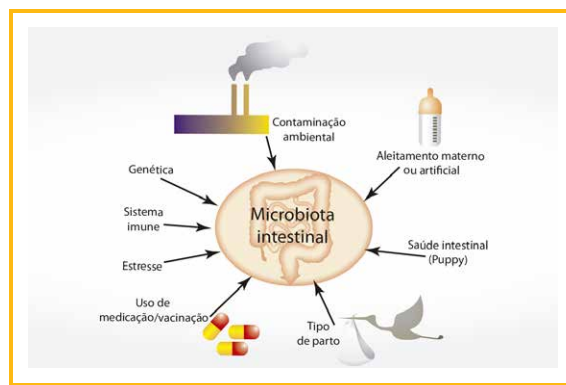 Contaminação
ambiental
Aleitamento materno
ou artificial
Genética
Sistema
imune
Microbiota
intestinal
Saúde intestinal
(Puppy)
Estresse
Uso de
medicação/vacinação
Tipo
de parto